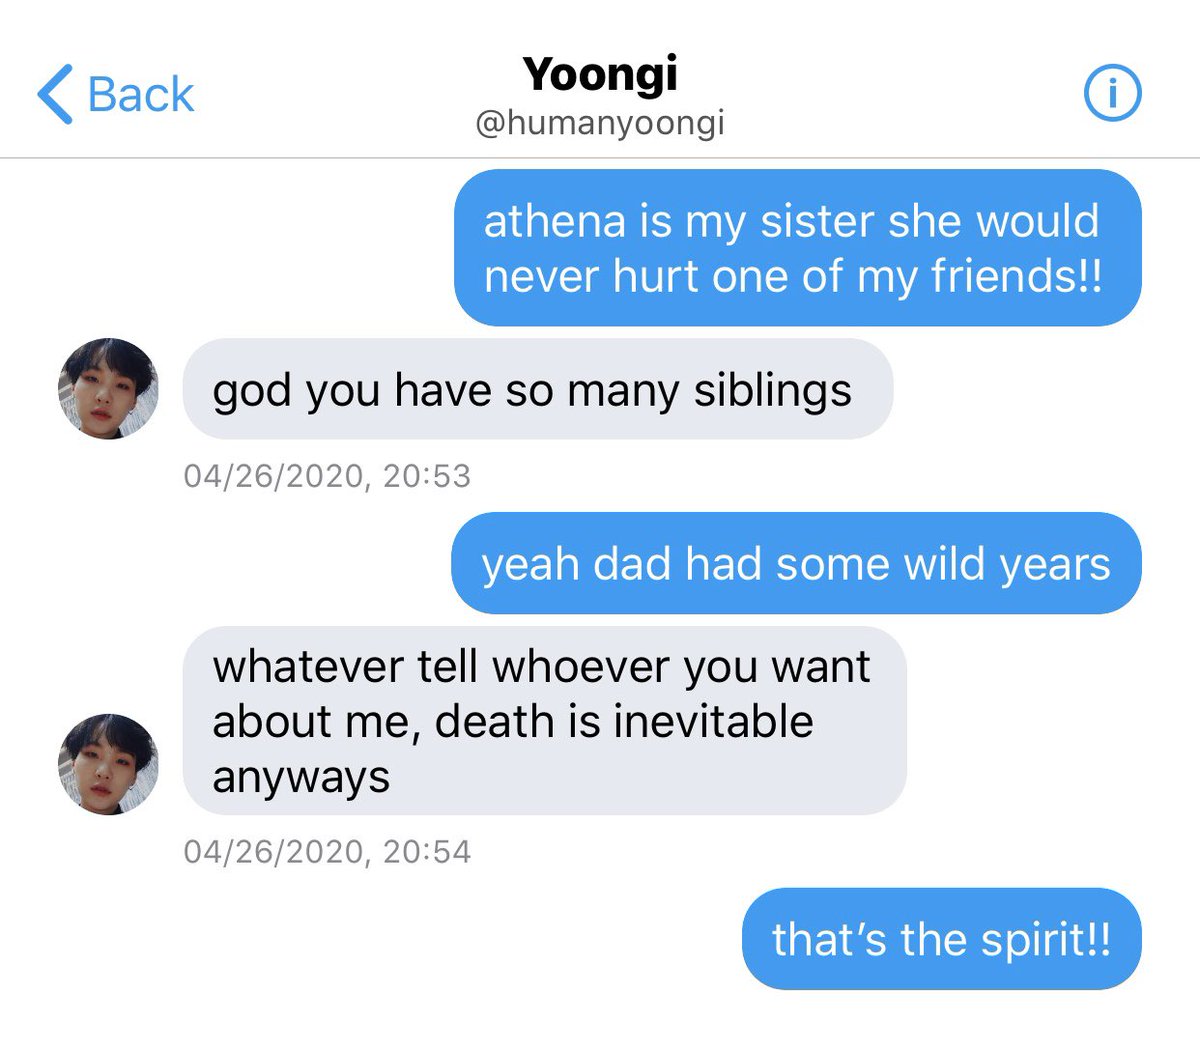 Back
Yoongi
@humanyoongi
athena is my sister she would
never hurt one of my friends!!
god you have so many siblings
04/26/2020, 20:53
yeah dad had some wild years
whatever tell whoever you want
about me, death is inevitable
anyways
04/26/2020, 20:54
that’s the spirit!!